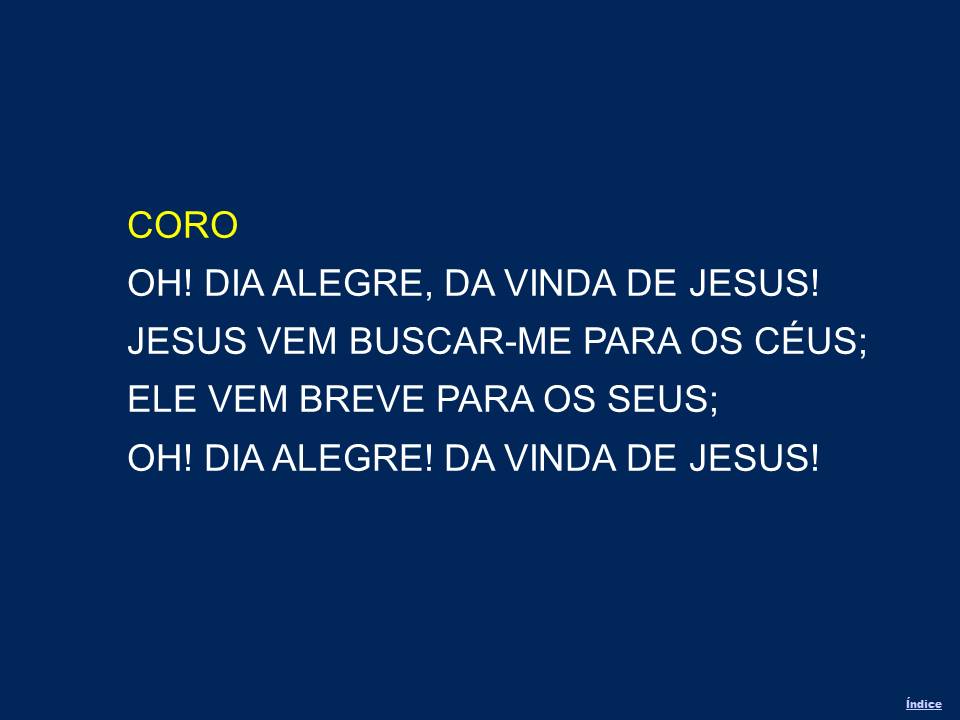 CORO
OH! DIA ALEGRE, DA VINDA DE JESUS!
JESUS VEM BUSCAR-ME PARA OS CÉUS;
ELE VEM BREVE PARA OS SEUS;
OH! DIA ALEGRE! DA VINDA DE JESUS!
Índice